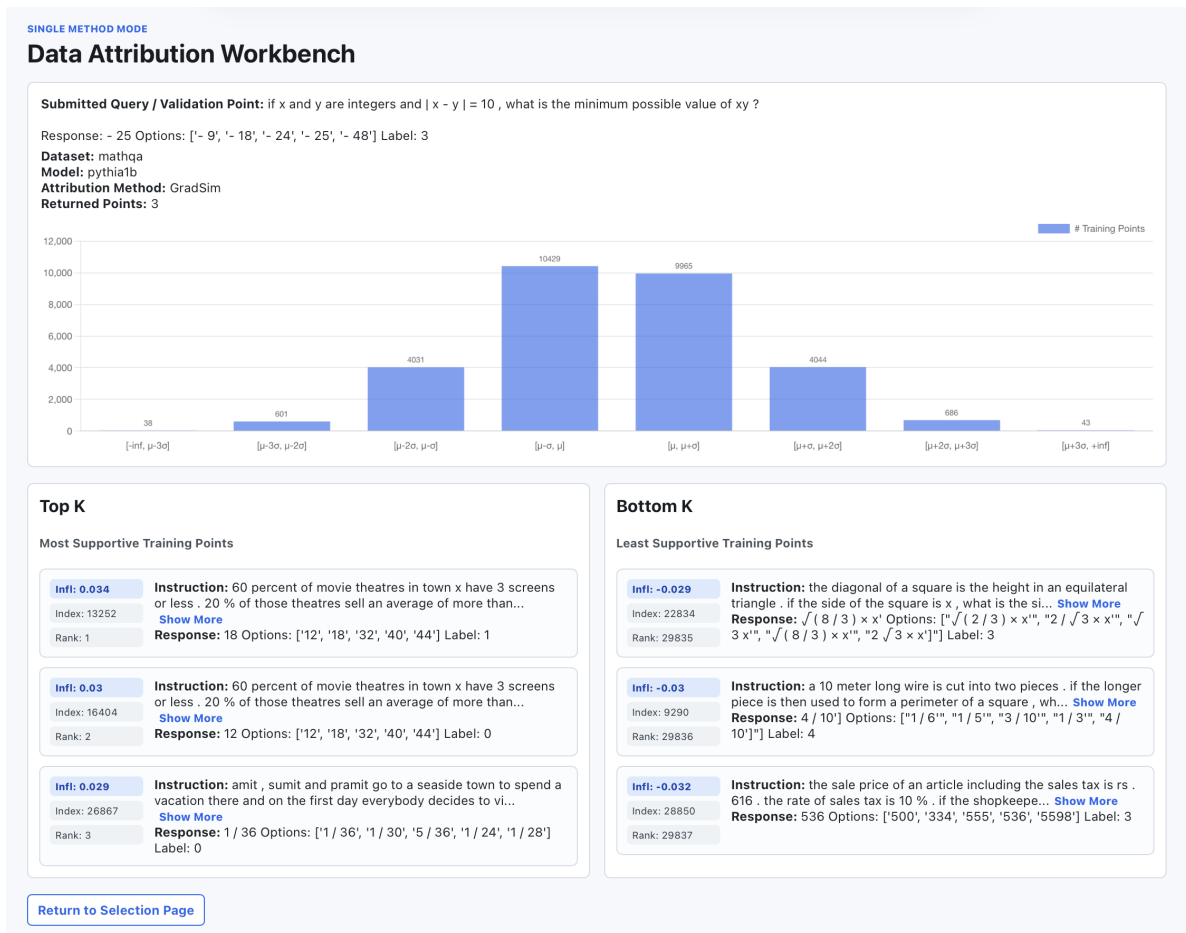 SINGLE METHOD MODE
Data Attribution Workbench
Submitted Query / Validation Point: if x and y are integers and | x - y | = 10 , what is the minimum possible value of xy ?
Response: - 25 Options: ['- 9', '- 18', '- 24', '- 25', '- 48'] Label: 3
Dataset: mathqa
Model: pythia1b
Attribution Method: GradSim
Returned Points: 3
# Training Points
12,000
10,000
8,000
6,000
4,000
2,000
0
38
601
4031
10429
9965
4044
686
43
[-inf, μ-3σ]
[μ-3σ, μ-2σ]
[μ-2σ, μ-σ]
[μ-σ, μ]
[μ, μ+σ]
[μ+σ, μ+2σ]
[μ+2σ, μ+3σ]
[μ+3σ, +inf]
Top K
Most Supportive Training Points
Infl: 0.034
Index: 13252
Rank: 1
Instruction: 60 percent of movie theatres in town x have 3 screens
or less . 20 % of those theatres sell an average of more than...
Show More
Response: 18 Options: ['12', '18', '32', '40', '44'] Label: 1
Infl: 0.03
Index: 16404
Rank: 2
Instruction: 60 percent of movie theatres in town x have 3 screens
or less . 20 % of those theatres sell an average of more than...
Show More
Response: 12 Options: ['12', '18', '32', '40', '44'] Label: 0
Infl: 0.029
Index: 26867
Rank: 3
Instruction: amit , sumit and pramit go to a seaside town to spend a
vacation there and on the first day everybody decides to vi...
Show More
Response: 1 / 36 Options: ['1 / 36', '1 / 30', '5 / 36', '1 / 24', '1 / 28']
Label: 0
Bottom K
Least Supportive Training Points
Infl: -0.029
Index: 22834
Rank: 29835
Instruction: the diagonal of a square is the height in an equilateral
triangle . if the side of the square is x , what is the si... Show More
Response: √ ( 8 / 3 ) × x' Options: ["√ ( 2 / 3 ) × x'", "2 / √ 3 × x'", "√
3 x'", "√ ( 8 / 3 ) × x'", "2 √ 3 × x']"] Label: 3
Infl: -0.03
Index: 9290
Rank: 29836
Instruction: a 10 meter long wire is cut into two pieces . if the longer
piece is then used to form a perimeter of a square , wh... Show More
Response: 4 / 10'] Options: ["1 / 6'", "1 / 5'", "3 / 10'", "1 / 3'", "4 /
10']"] Label: 4
Infl: -0.032
Index: 28850
Rank: 29837
Instruction: the sale price of an article including the sales tax is rs .
616 . the rate of sales tax is 10 % . if the shopkeepe... Show More
Response: 536 Options: ['500', '334', '555', '536', '5598'] Label: 3
Return to Selection Page